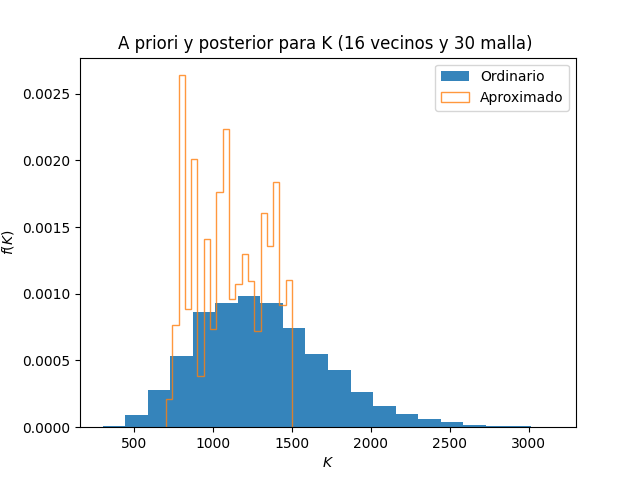 A priori y posterior para K (16 vecinos y 30 malla)
Ordinario
Aproximado
0.0025
0.0020
0.0015
0.0010
0.0005
0.0000
f(K)
500
1000
1500
2000
2500
3000
K